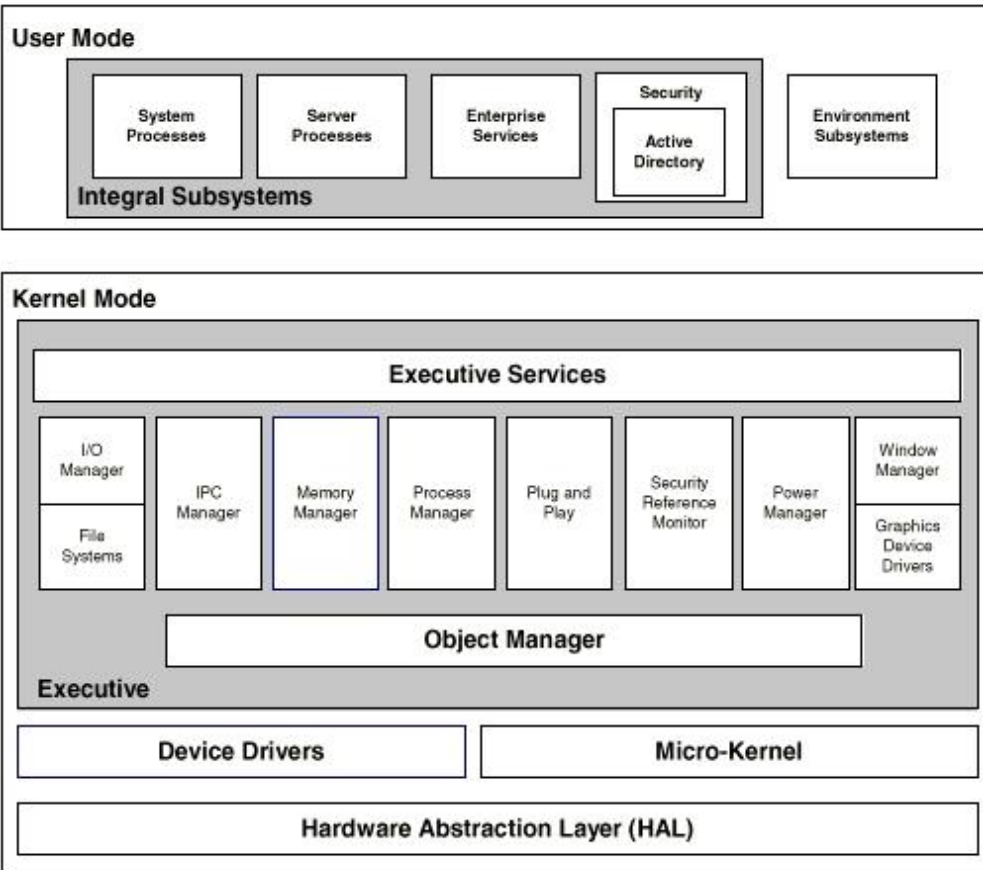 User Mode
System
Processes
Server
Processes
Enterprise
Services
Security
Active
Directory
Environment
Subsystems
Integral Subsystems
Kernel Mode
Executive Services
I/O
Manager
File
Systems
IPC
Manager
Memory
Manager
Process
Manager
Plug and
Play
Security
Reference
Monitor
Power
Manager
Window
Manager
Graphics
Device
Drivers
Object Manager
Executive
Device Drivers
Micro-Kernel
Hardware Abstraction Layer (HAL)